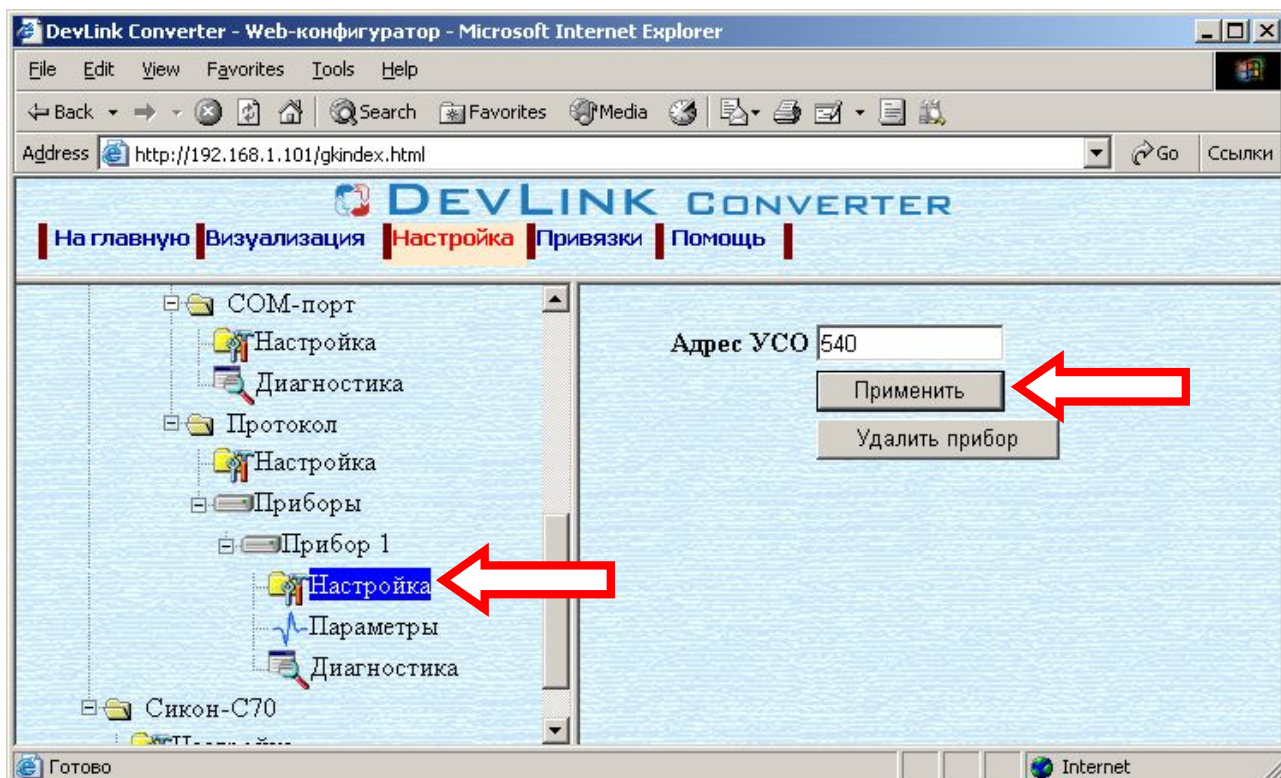 DevLink Converter - Web-конфигуратор - Microsoft Internet Explorer
File Edit View Favorites Tools Help
Back Search Favorites Media
Address http://192.168.1.101/gkindex.html Go Ссылки
DEVLINK CONVERTER
На главную Визуализация Настройка Привязки Помощь
COM-порт
Настройка
Диагностика
Протокол
Настройка
Приборы
Прибор 1
Настройка
Параметры
Диагностика
Сикон-С70
Адрес УСО 540
Применить
Удалить прибор
Готово Internet